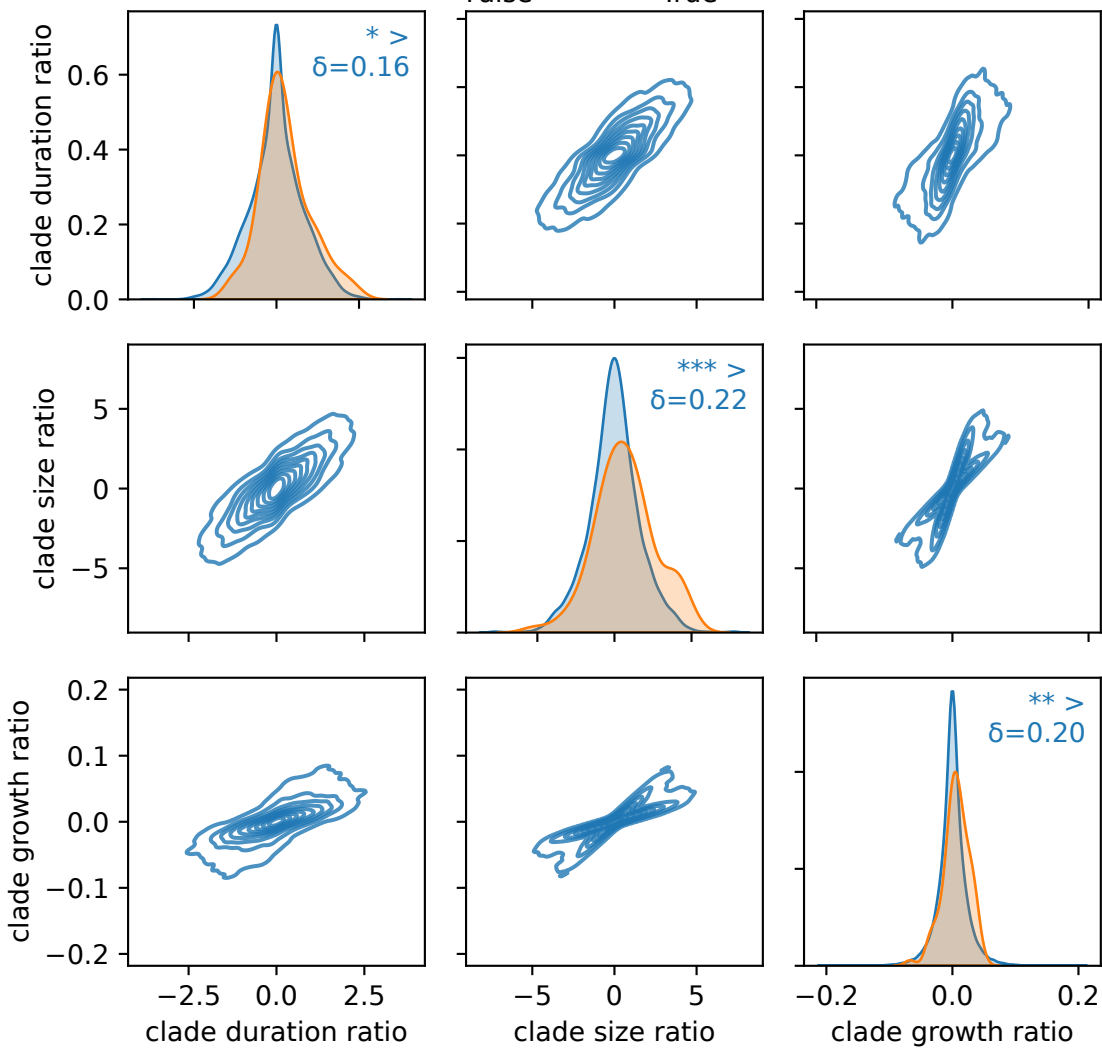 clade duration ratio
0.6
0.4
0.2
0.0
* >
δ=0.16
clade size ratio
5
0
−5
*** >
δ=0.22
clade growth ratio
0.2
0.1
0.0
−0.1
−0.2
** >
δ=0.20
−2.5 0.0 2.5
−5 0 5
−0.2 0.0 0.2
clade duration ratio
clade size ratio
clade growth ratio